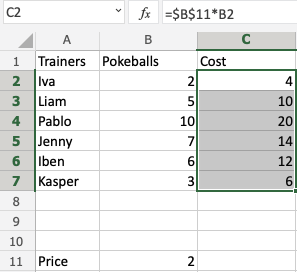 C2 fx =$B$11*B2
A B C
1 Trainers Pokeballs Cost
2 Iva 2 4
3 Liam 5 10
4 Pablo 10 20
5 Jenny 7 14
6 Iben 6 12
7 Kasper 3 6
8
9
10
11 Price 2